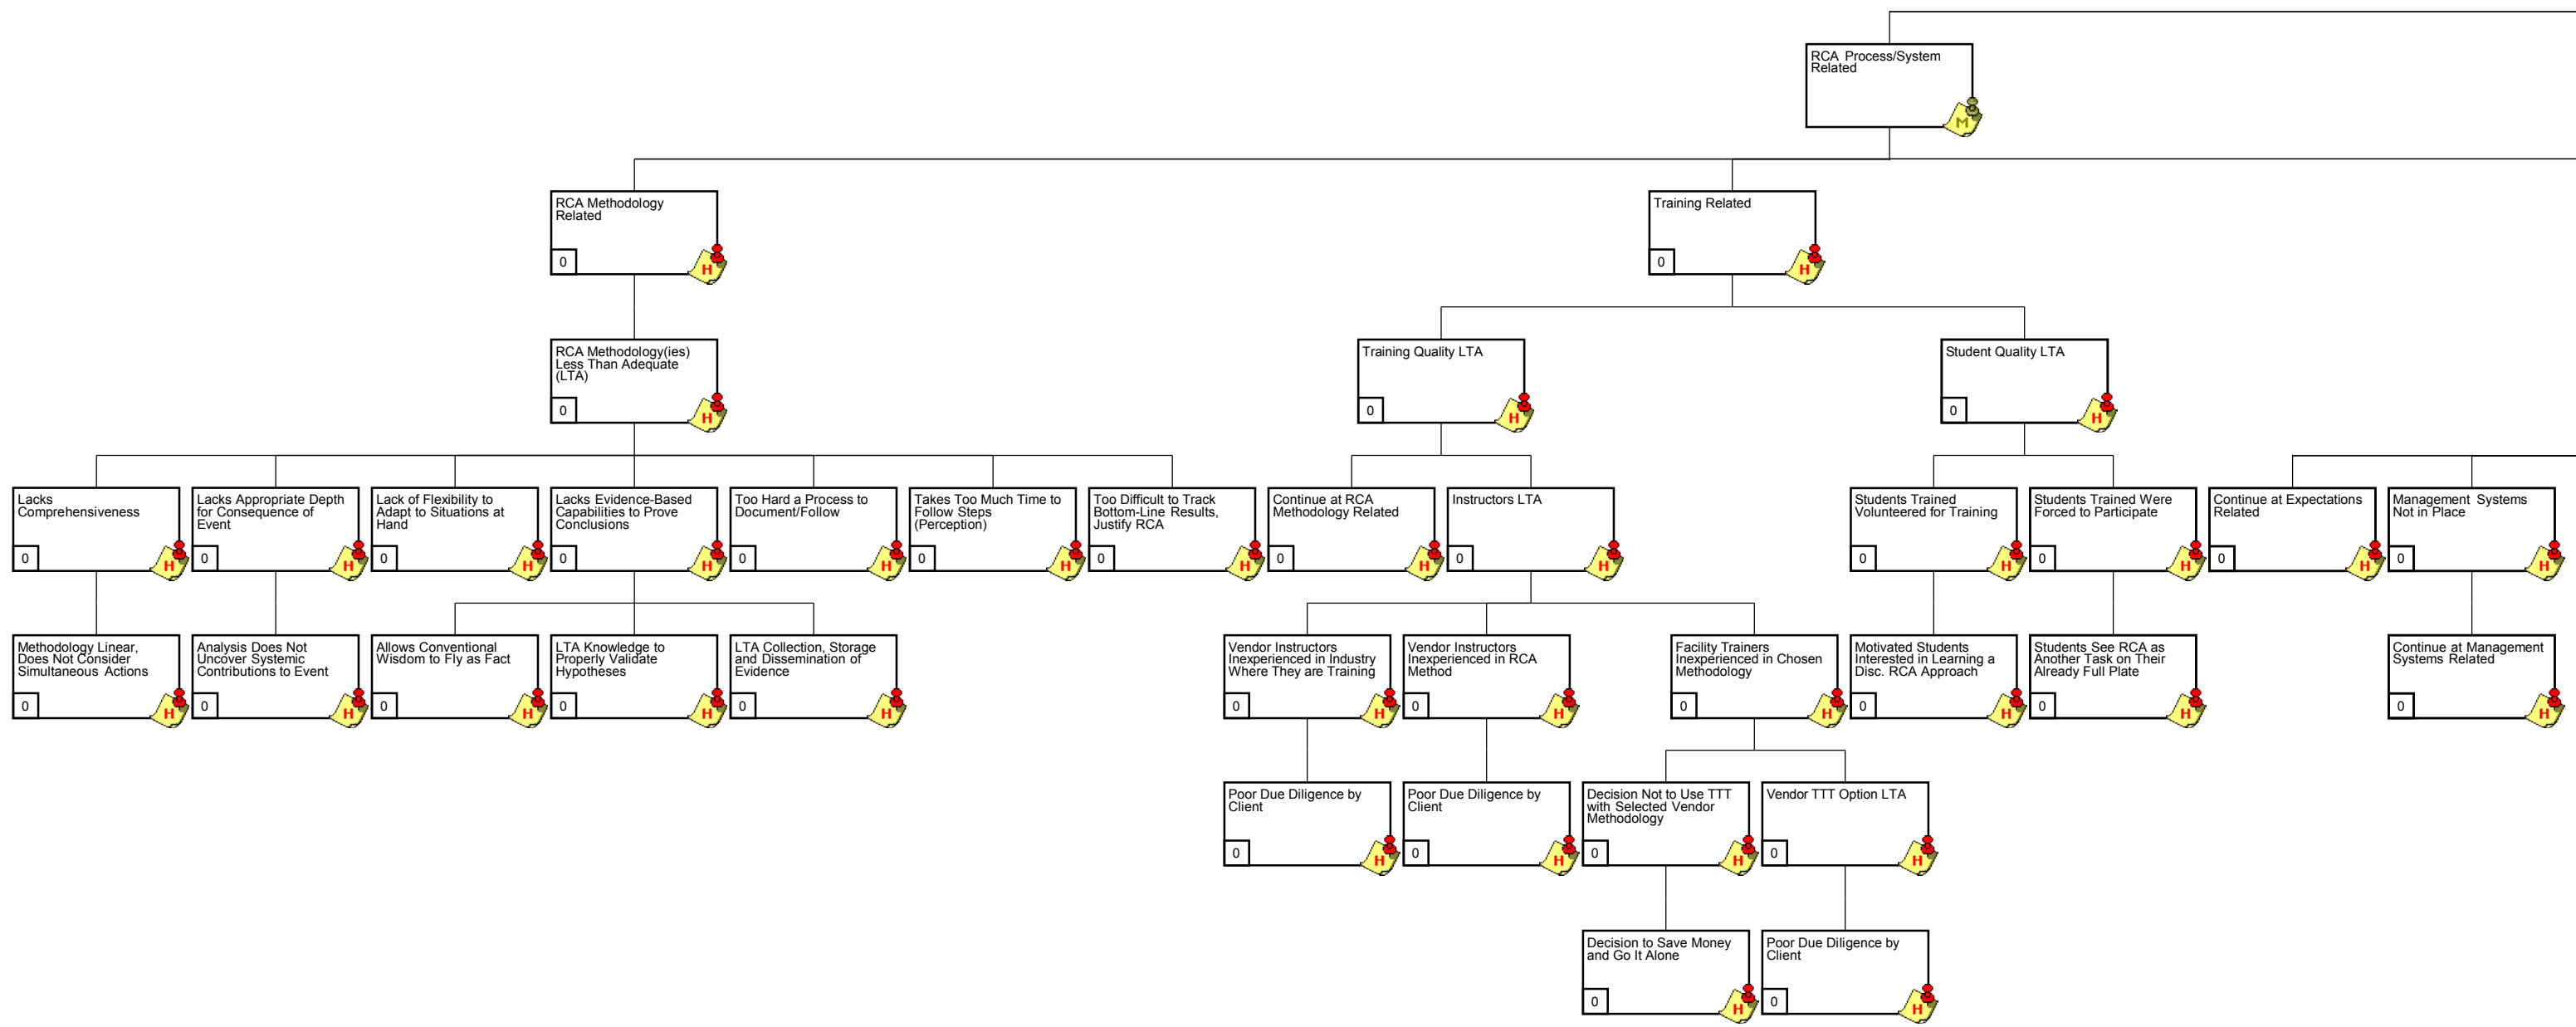 RCA Process/System
Related
M
RCA Methodology
Related
0
H
Training Related
0
H
RCA Methodology(ies)
Less Than Adequate
(LTA)
0
H
Training Quality LTA
0
H
Student Quality LTA
0
H
Lacks
Comprehensiveness
0
H
Lacks Appropriate Depth
for Consequence of
Event
0
H
Lack of Flexibility to
Adapt to Situations at
Hand
0
H
Lacks Evidence-Based
Capabilities to Prove
Conclusions
0
H
Too Hard a Process to
Document/Follow
0
H
Takes Too Much Time to
Follow Steps
(Perception)
0
H
Too Difficult to Track
Bottom-Line Results,
Justify RCA
0
H
Continue at RCA
Methodology Related
0
H
Instructors LTA
0
H
Students Trained
Volunteered for Training
0
H
Students Trained Were
Forced to Participate
0
H
Continue at Expectations
Related
0
H
Management Systems
Not in Place
0
H
Methodology Linear,
Does Not Consider
Simultaneous Actions
0
H
Analysis Does Not
Uncover Systemic
Contributions to Event
0
H
Allows Conventional
Wisdom to Fly as Fact
0
H
LTA Knowledge to
Properly Validate
Hypotheses
0
H
LTA Collection, Storage
and Dissemination of
Evidence
0
H
Vendor Instructors
Inexperienced in Industry
Where They are Training
0
H
Vendor Instructors
Inexperienced in RCA
Method
0
H
Facility Trainers
Inexperienced in Chosen
Methodology
0
H
Motivated Students
Interested in Learning a
Disc. RCA Approach
0
H
Students See RCA as
Another Task on Their
Already Full Plate
0
H
Continue at Management
Systems Related
0
H
Poor Due Diligence by
Client
0
H
Poor Due Diligence by
Client
0
H
Decision Not to Use TTT
with Selected Vendor
Methodology
0
H
Vendor TTT Option LTA
0
H
Decision to Save Money
and Go It Alone
0
H
Poor Due Diligence by
Client
0
H